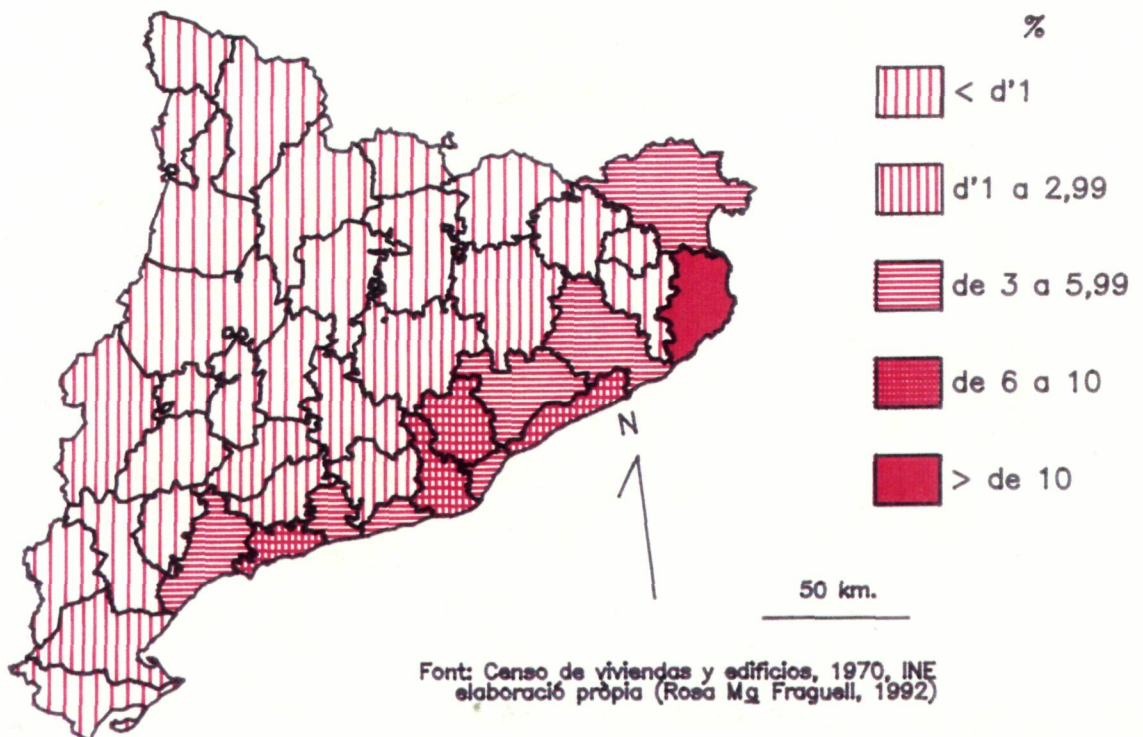 %
< d'1
d'1 a 2,99
de 3 a 5,99
de 6 a 10
> de 10
N
50 km.
Font: Censo de viviendas y edificios, 1970, INE
elaboració pròpia (Rosa Mª Fraguell, 1992)